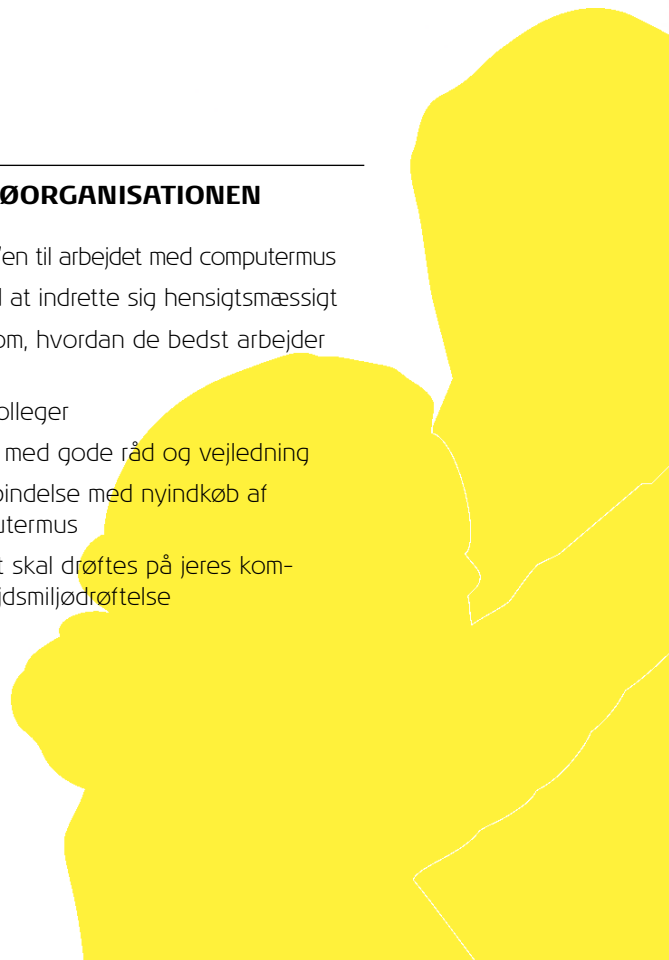 ØORGANISATIONEN
en til arbejdet med computermus
at indrette sig hensigtsmæssigt
om, hvordan de bedst arbejder
olleger
med gode råd og vejledning
bindelse med nyindkøb af
utermus
t skal drøftes på jeres kom-
jdsmiljødrøftelse